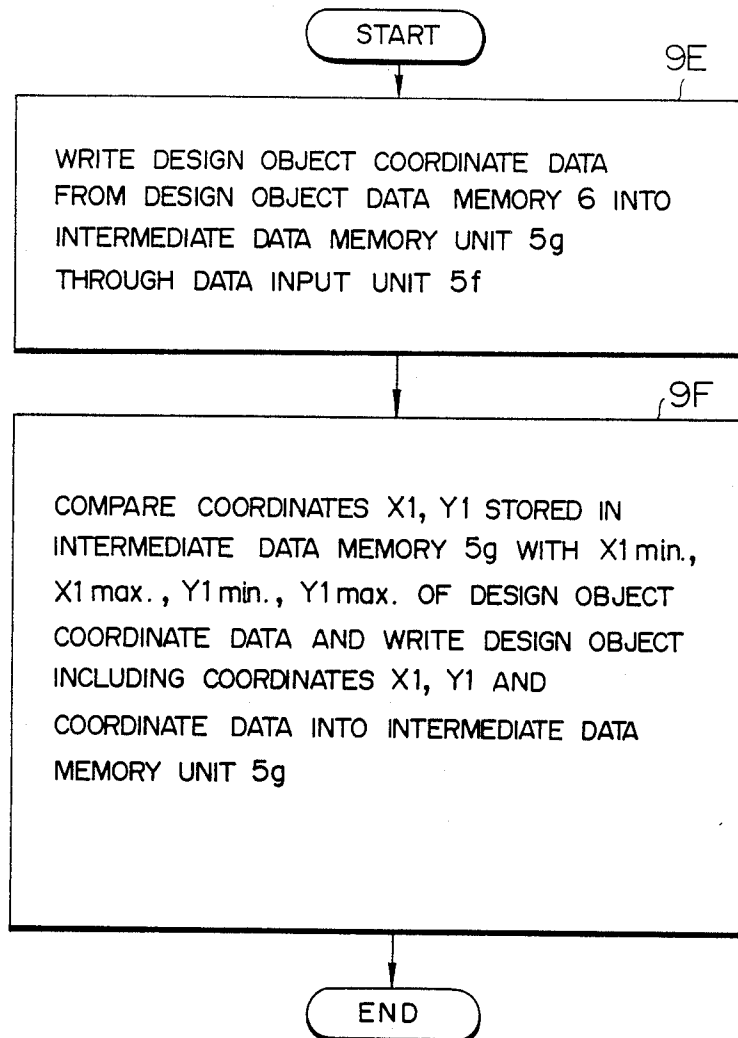 START
9E
WRITE DESIGN OBJECT COORDINATE DATA
FROM DESIGN OBJECT DATA MEMORY 6 INTO
INTERMEDIATE DATA MEMORY UNIT 5g
THROUGH DATA INPUT UNIT 5f
9F
COMPARE COORDINATES X1, Y1 STORED IN
INTERMEDIATE DATA MEMORY 5g WITH X1 min.,
X1 max., Y1 min., Y1 max. OF DESIGN OBJECT
COORDINATE DATA AND WRITE DESIGN OBJECT
INCLUDING COORDINATES X1, Y1 AND
COORDINATE DATA INTO INTERMEDIATE DATA
MEMORY UNIT 5g
END